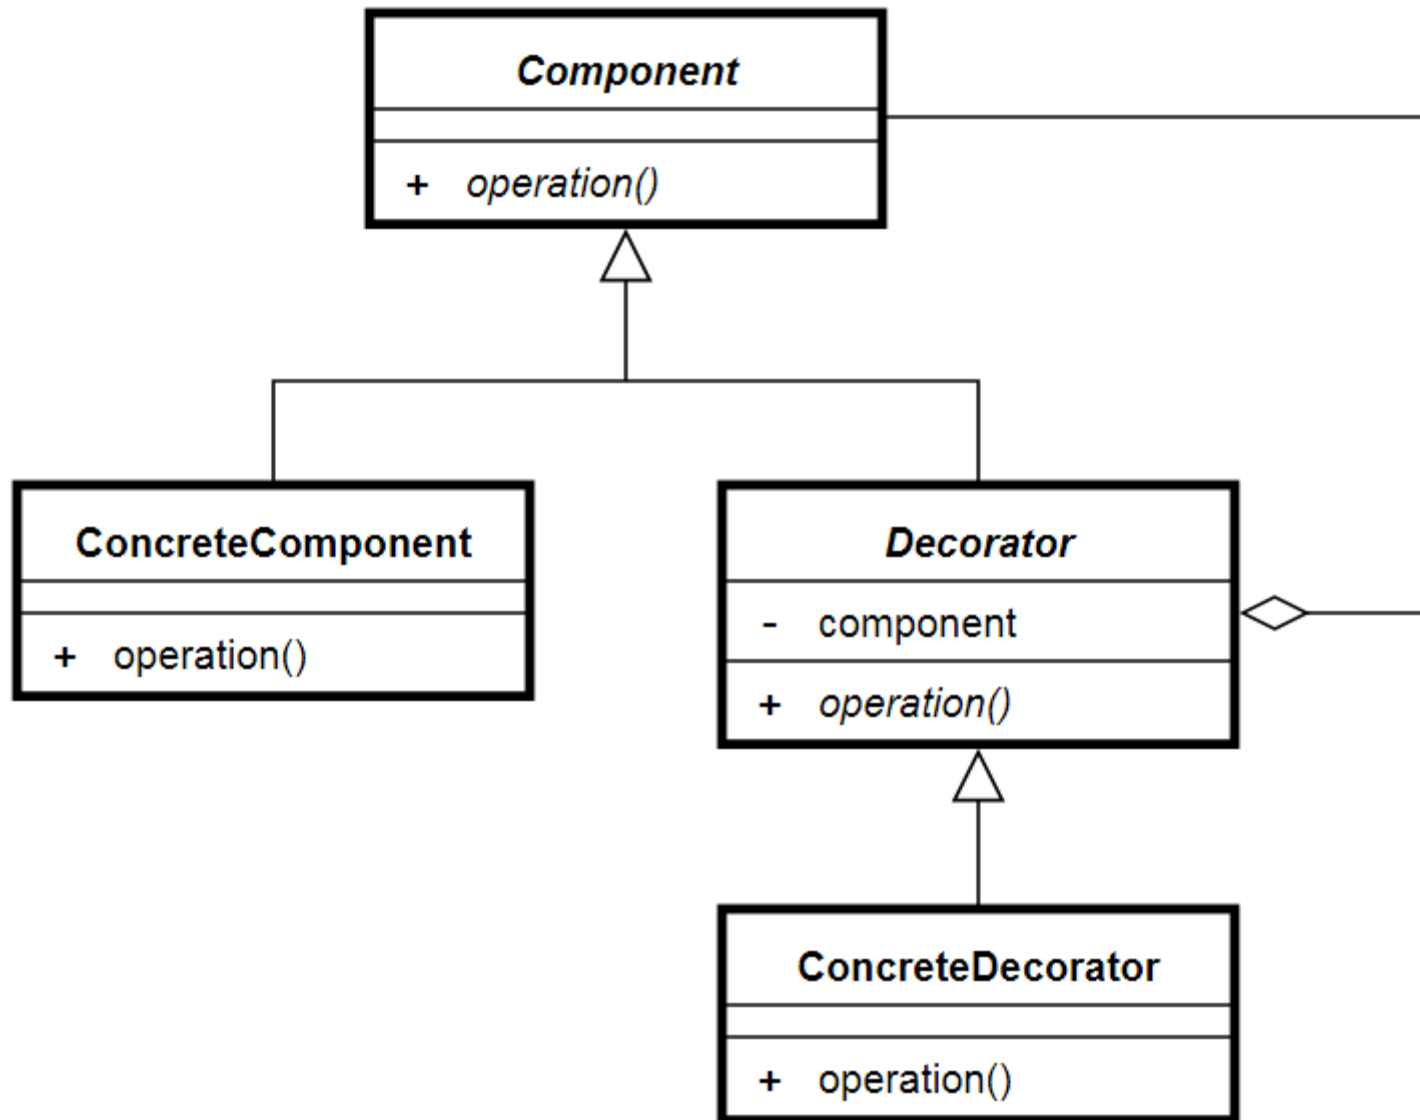 Component
+ operation()
ConcreteComponent
+ operation()
Decorator
- component
+ operation()
ConcreteDecorator
+ operation()